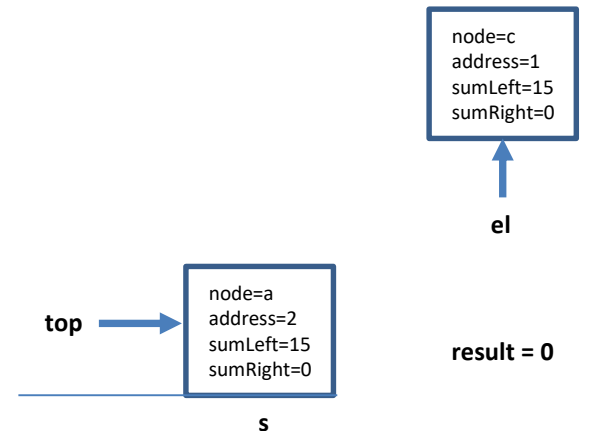 node=c
address=1
sumLeft=15
sumRight=0
el
node=a
address=2
sumLeft=15
sumRight=0
top
result = 0
s